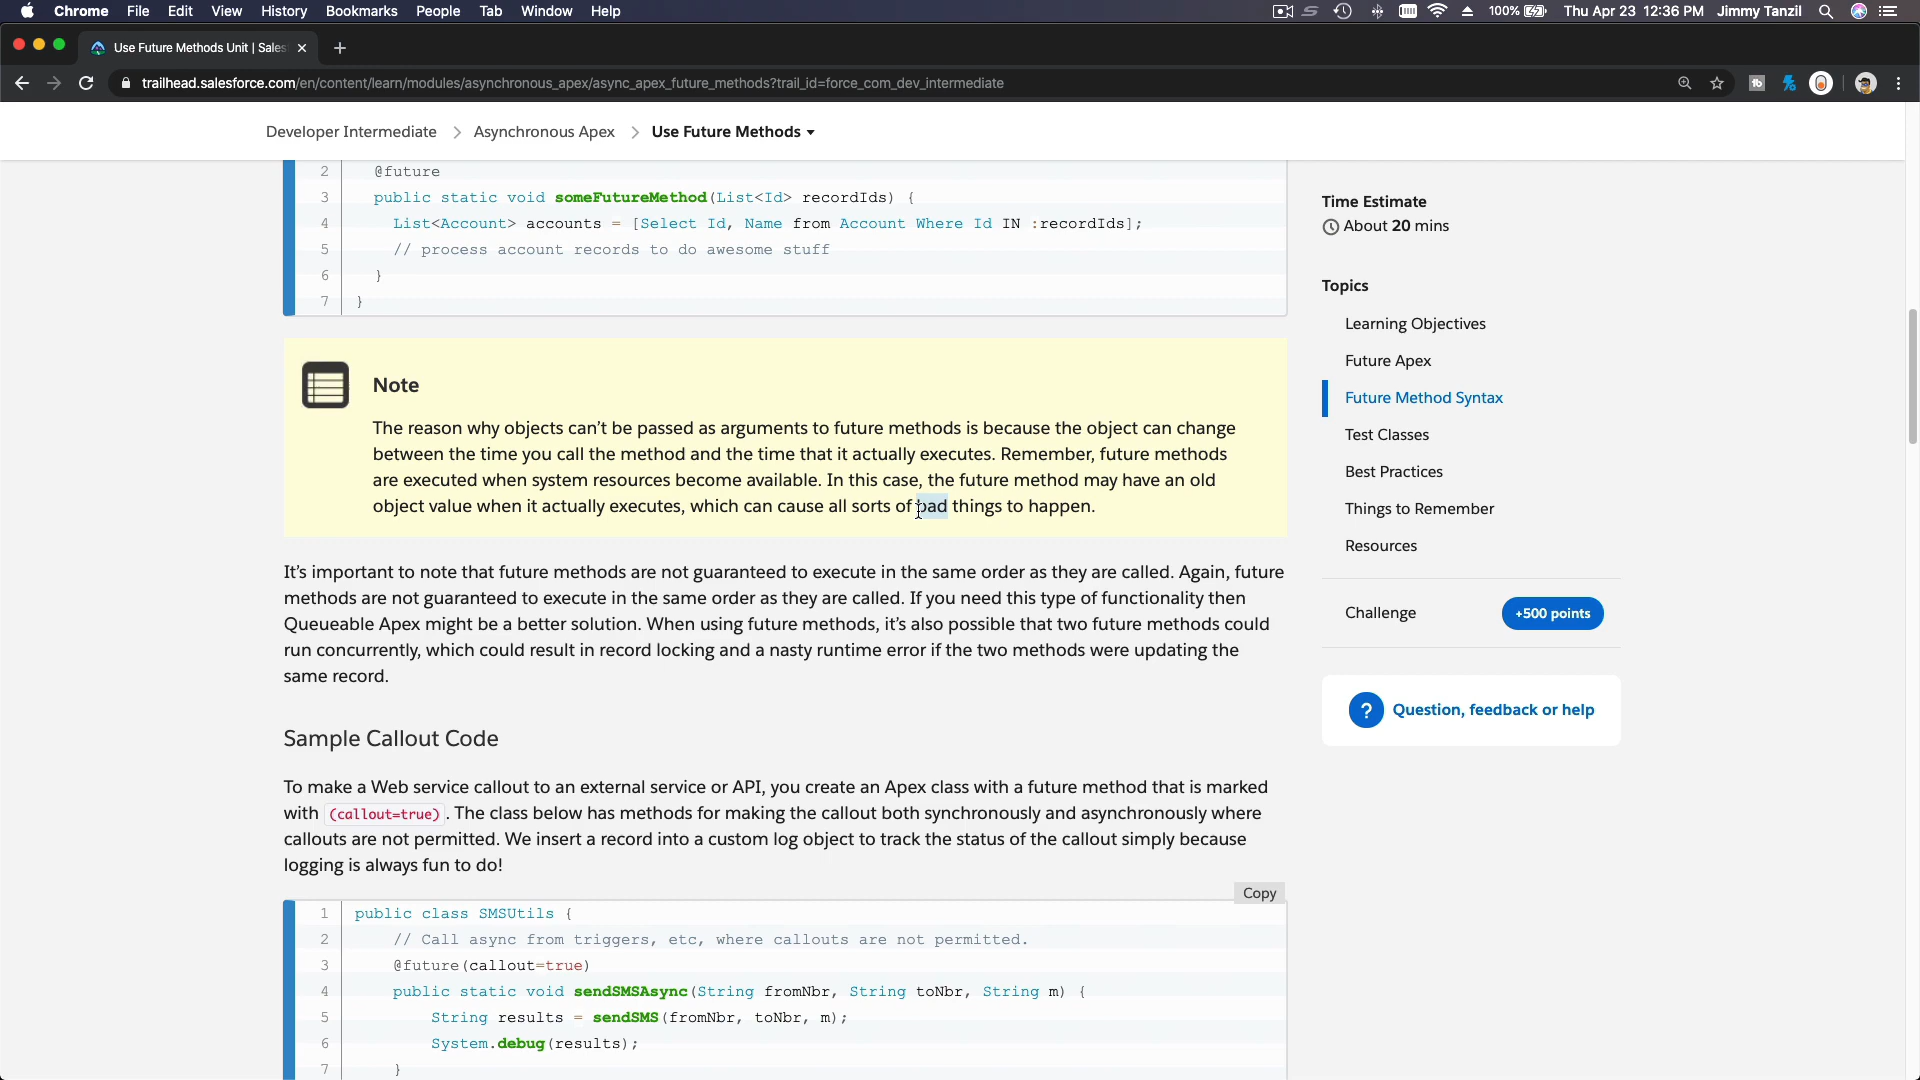 Chrome File Edit View History Bookmarks People Tab Window Help 100% Thu Apr 23 12:36 PM Jimmy Tanzil
Use Future Methods Unit | Sales
trailhead.salesforce.com/en/content/learn/modules/asynchronous_apex/async_apex_future_methods?trail_id=force_com_dev_intermediate
Developer Intermediate > Asynchronous Apex > Use Future Methods
2 @future
3 public static void someFutureMethod(List<Id> recordIds) {
4 List<Account> accounts = [Select Id, Name from Account Where Id IN :recordIds];
5 // process account records to do awesome stuff
6 }
7 }
Note
The reason why objects can’t be passed as arguments to future methods is because the object can change
between the time you call the method and the time that it actually executes. Remember, future methods
are executed when system resources become available. In this case, the future method may have an old
object value when it actually executes, which can cause all sorts of bad things to happen.
It’s important to note that future methods are not guaranteed to execute in the same order as they are called. Again, future
methods are not guaranteed to execute in the same order as they are called. If you need this type of functionality then
Queueable Apex might be a better solution. When using future methods, it’s also possible that two future methods could
run concurrently, which could result in record locking and a nasty runtime error if the two methods were updating the
same record.
Sample Callout Code
To make a Web service callout to an external service or API, you create an Apex class with a future method that is marked
with (callout=true). The class below has methods for making the callout both synchronously and asynchronously where
callouts are not permitted. We insert a record into a custom log object to track the status of the callout simply because
logging is always fun to do!
Copy
1 public class SMSUtils {
2 // Call async from triggers, etc, where callouts are not permitted.
3 @future(callout=true)
4 public static void sendSMSAsync(String fromNbr, String toNbr, String m) {
5 String results = sendSMS(fromNbr, toNbr, m);
6 System.debug(results);
7 }
Time Estimate
About 20 mins
Topics
Learning Objectives
Future Apex
Future Method Syntax
Test Classes
Best Practices
Things to Remember
Resources
Challenge +500 points
? Question, feedback or help